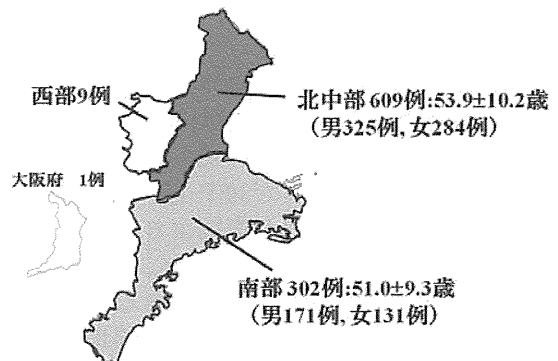 西部9例
北中部 609例:53.9±10.2歳
(男325例, 女284例)
大阪府 1例
南部 302例:51.0±9.3歳
(男171例, 女131例)